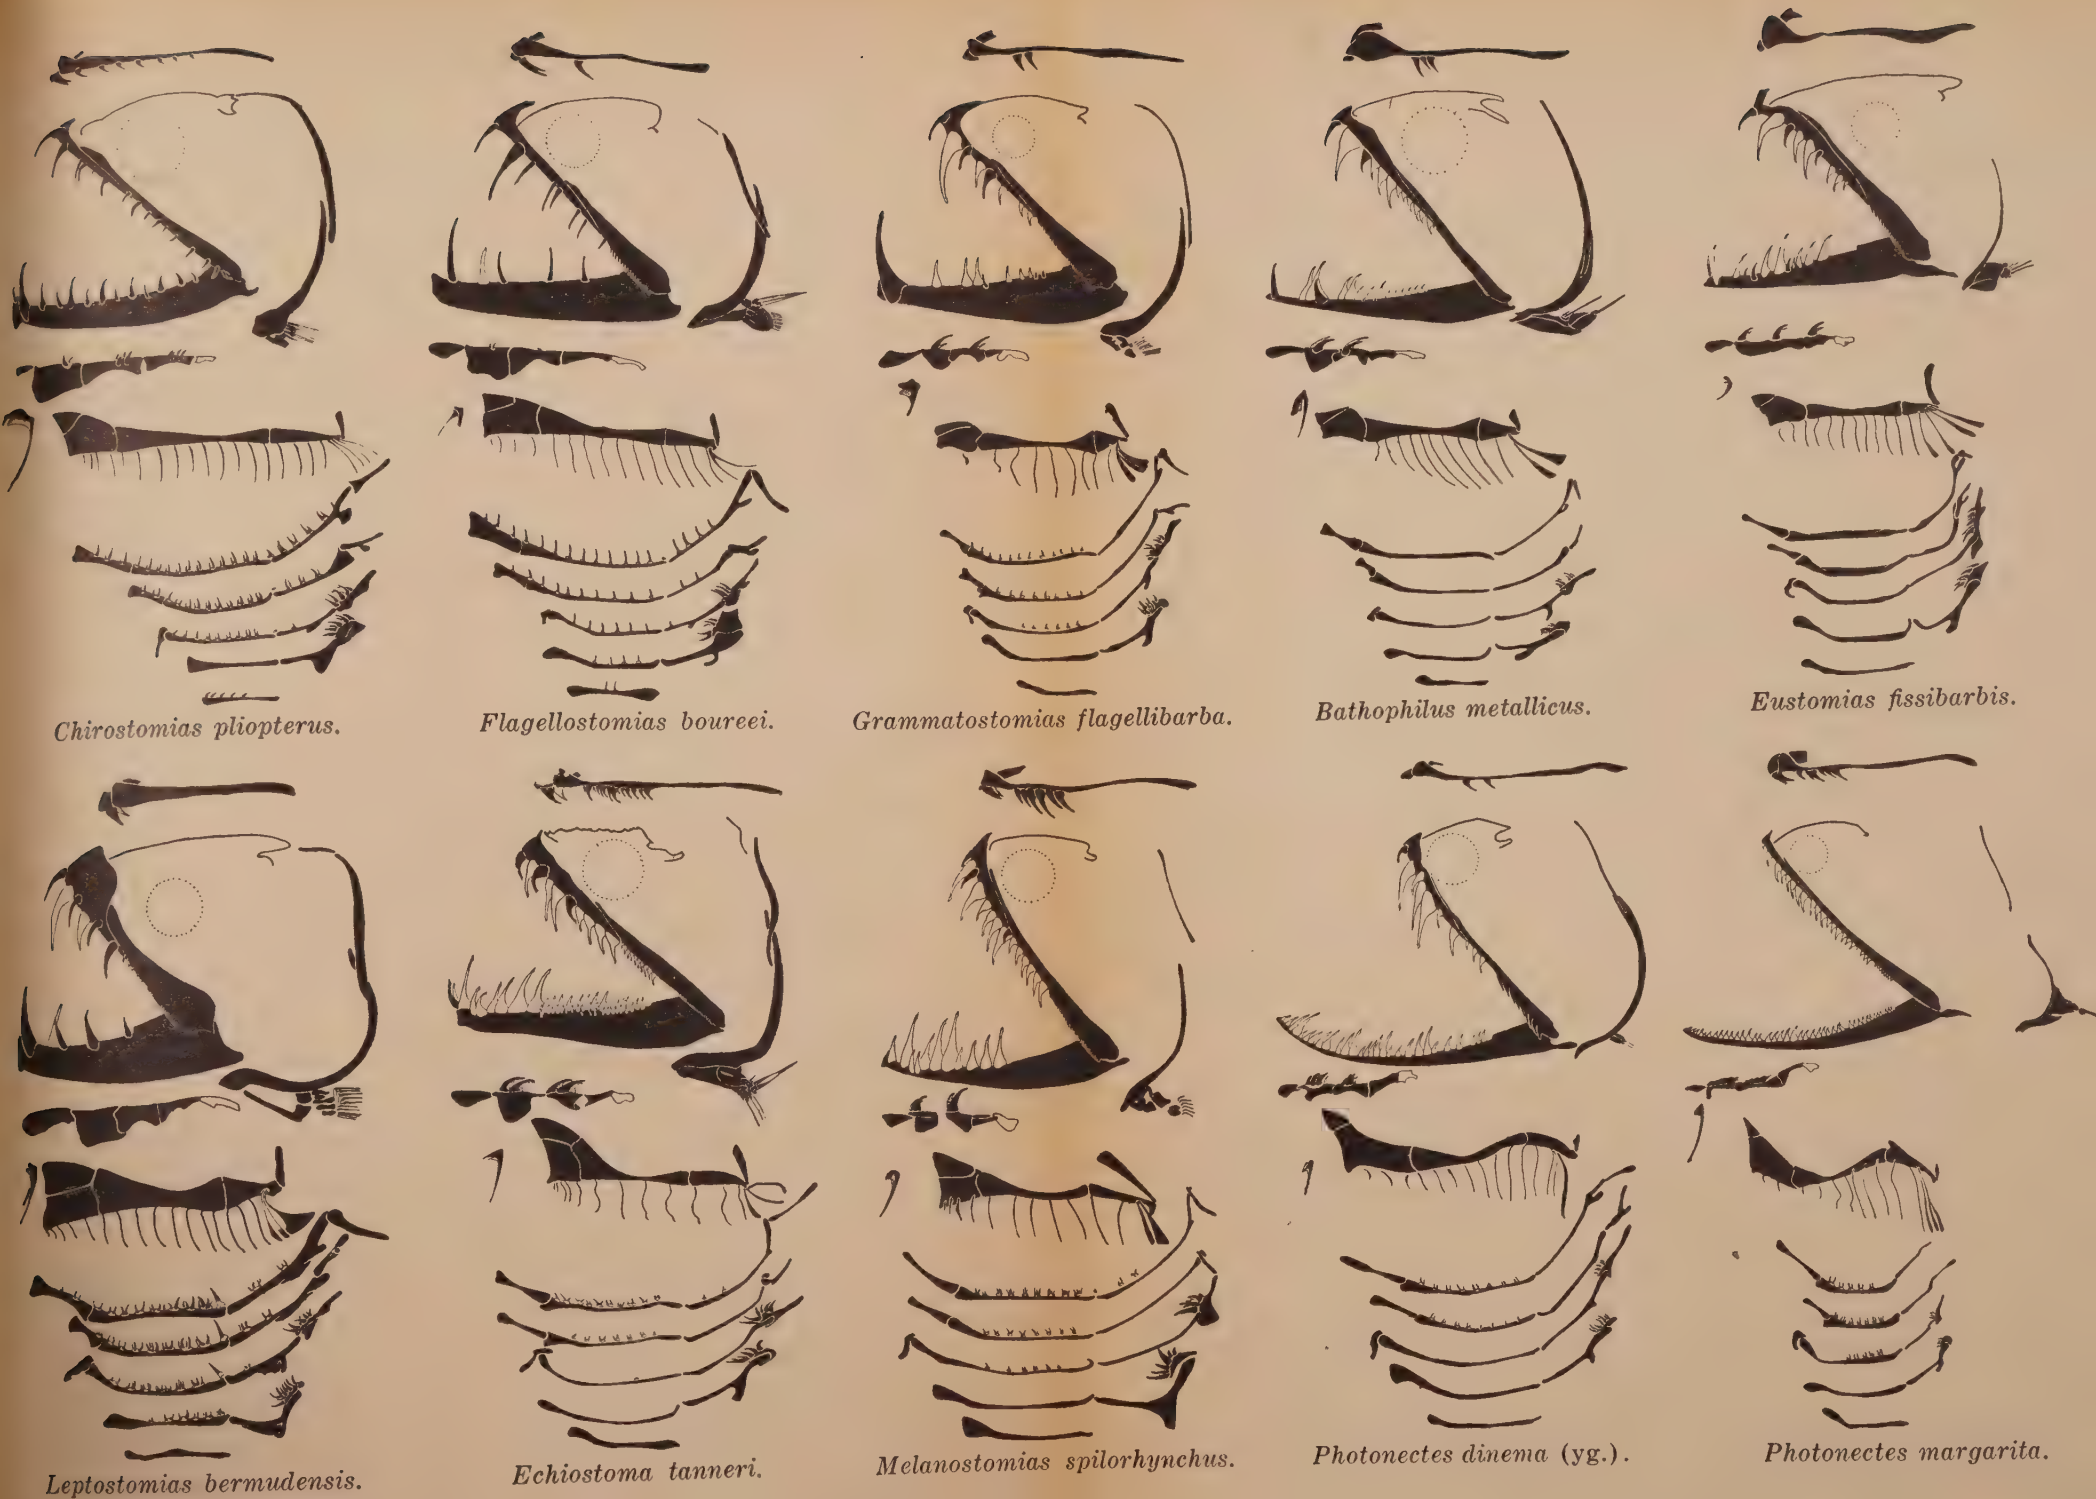 Chirostomias pliopterus.
Flagellostomias boureei.
Grammatostomias flagellibarba.
Bathophilus metallicus.
Eustomias fissibarbis.
Leptostomias bermudensis.
Echiostoma tanneri.
Melanostomias spilorhynchus.
Photonectes dinema (yg.).
Photonectes margarita.